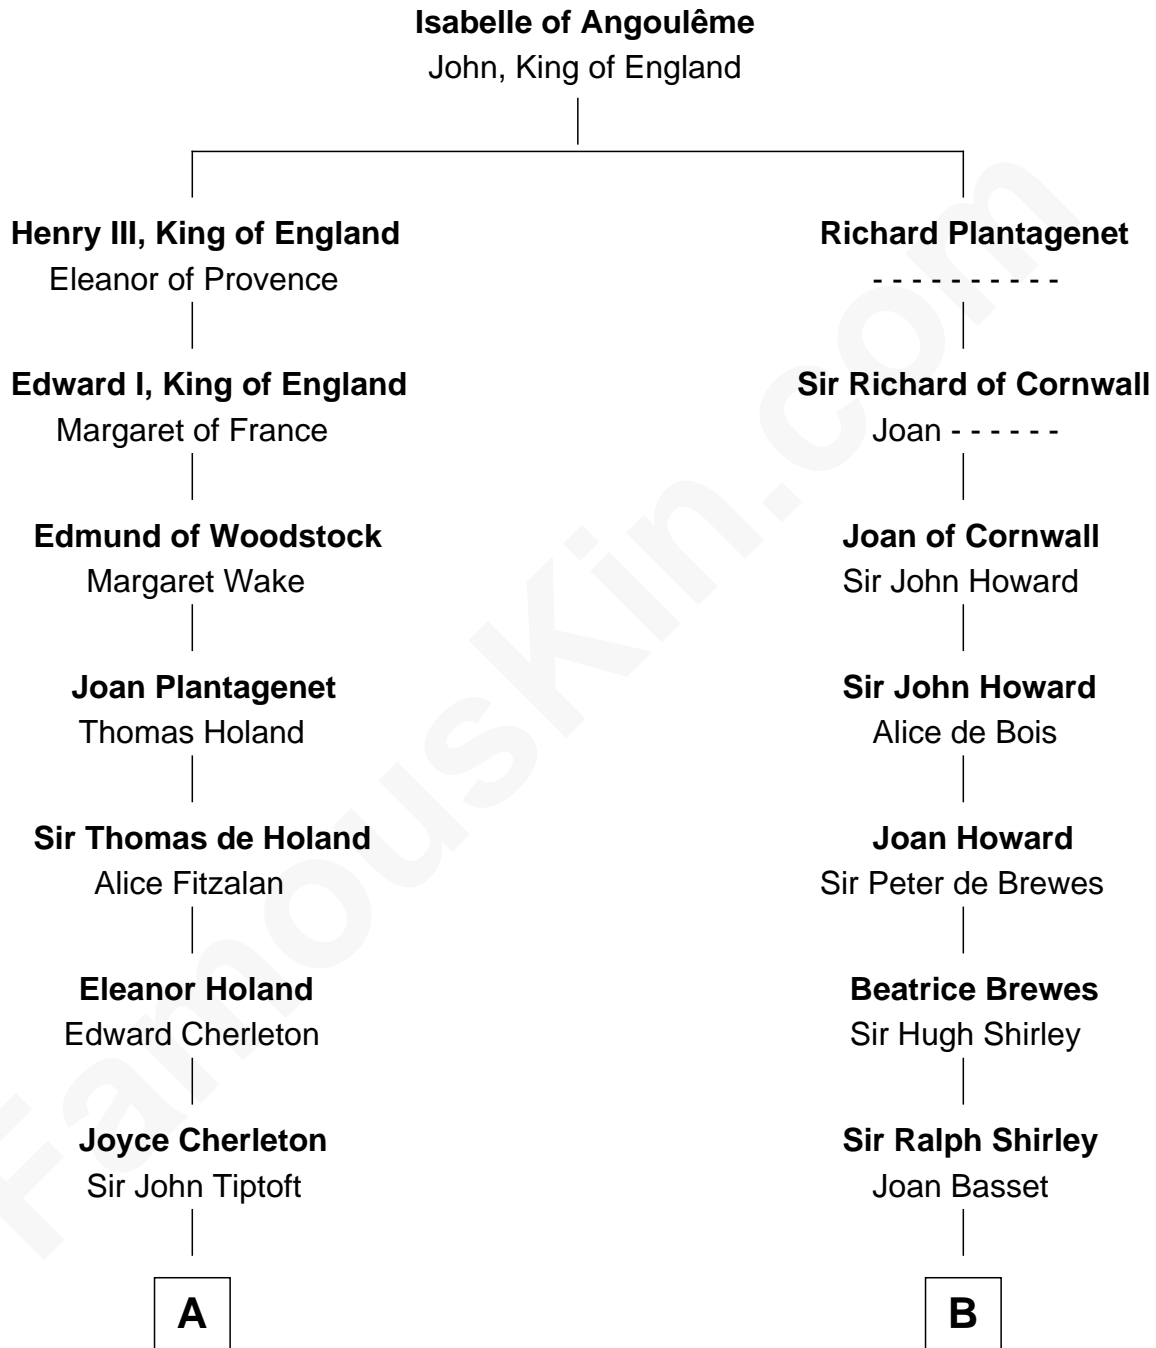 Isabelle of Angoulême
John, King of England
Henry III, King of England
Eleanor of Provence
Richard Plantagenet
- - - - - - - - - -
Edward I, King of England
Margaret of France
Sir Richard of Cornwall
Joan - - - - - -
Edmund of Woodstock
Margaret Wake
Joan of Cornwall
Sir John Howard
Joan Plantagenet
Thomas Holand
Sir John Howard
Alice de Bois
Sir Thomas de Holand
Alice Fitzalan
Joan Howard
Sir Peter de Brewes
Eleanor Holand
Edward Cherleton
Beatrice Brewes
Sir Hugh Shirley
Joyce Cherleton
Sir John Tiptoft
Sir Ralph Shirley
Joan Basset
A
B
FamousKin.com